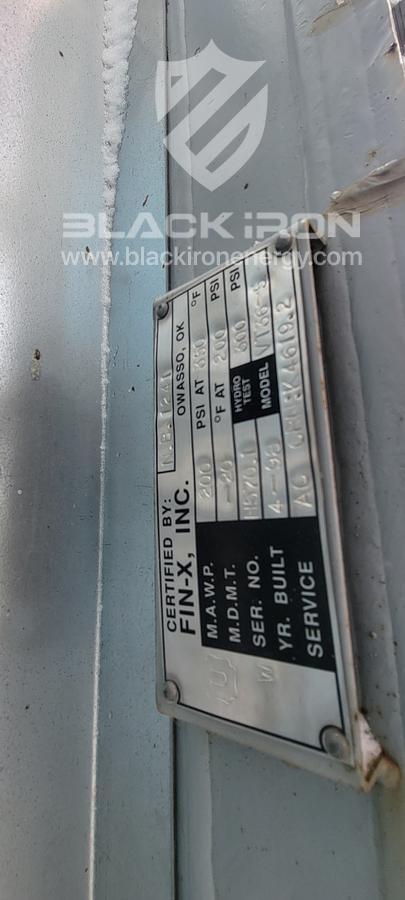 BLACK IRON
www.blackironenergy.com
CERTIFIED BY:
FIN-X, INC. OWASSO, OK
M.A.W.P. 200 PSI AT °F
M.D.M.T. -20 °F AT 200 PSI
SER. NO. HYDRO TEST PSI
YR. BUILT 4-98 MODEL
SERVICE AC
U
W